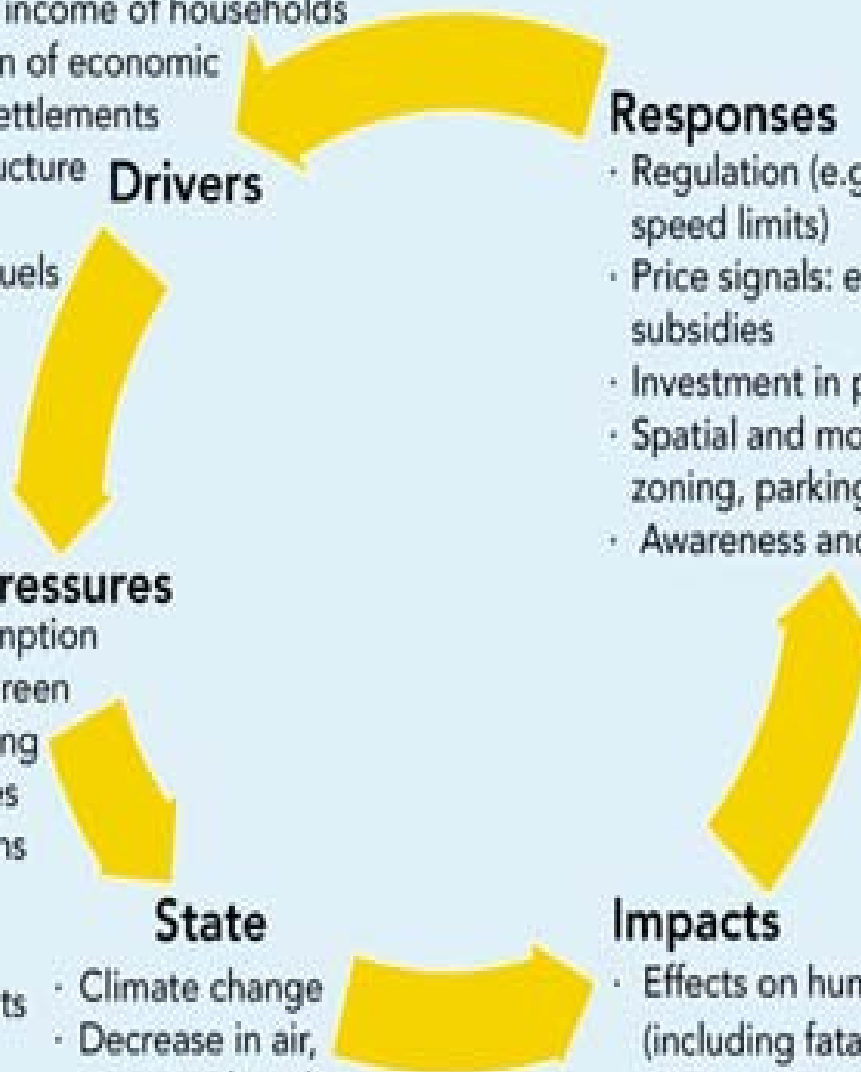 income of households
n of economic
ettlements
ucture
Drivers
uels
Responses
· Regulation (e.g
speed limits)
· Price signals: e
subsidies
· Investment in p
· Spatial and mo
zoning, parking
· Awareness and
ressures
mption
reen
ng
es
ns
State
ts
· Climate change
· Decrease in air,
Impacts
· Effects on hum
(including fata